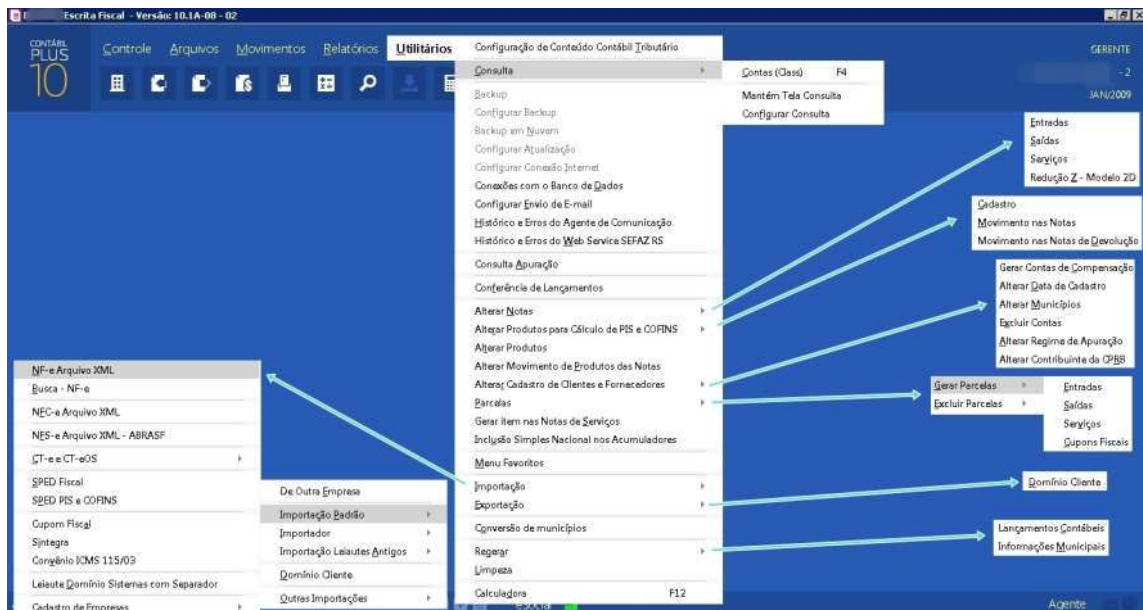 Escrita Fiscal - Versão: 10.1A-08 - 02
CONTÁBIL
PLUS
10
Controle Arquivos Movimentos Relatórios Utilitários
GERENTE
- 2
JAN/2009
Configuração de Conteúdo Contábil Tributário
Consulta
Backup
Configurar Backup
Backup em Nuvem
Configurar Atualização
Configurar Conexão Internet
Conexões com o Banco de Dados
Configurar Envio de E-mail
Histórico e Erros do Agente de Comunicação
Histórico e Erros do Web Service SEFAZ RS
Consulta Apuração
Conferência de Lançamentos
Alterar Notas
Alterar Produtos para Cálculo de PIS e COFINS
Alterar Produtos
Alterar Movimento de Produtos das Notas
Alterar Cadastro de Clientes e Fornecedores
Parcelas
Gerar item nas Notas de Serviços
Inclusão Simples Nacional nos Acumuladores
Menu Favoritos
Importação
Exportação
Conversão de municípios
Regerar
Limpeza
Calculadora F12
Contas (Class) F4
Mantém Tela Consulta
Configurar Consulta
Entradas
Saídas
Serviços
Redução Z - Modelo 2D
Cadastro
Movimento nas Notas
Movimento nas Notas de Devolução
Gerar Contas de Compensação
Alterar Data de Cadastro
Alterar Municípios
Excluir Contas
Alterar Regime de Apuração
Alterar Contribuinte da CPRB
Gerar Parcelas
Excluir Parcelas
Entradas
Saídas
Serviços
Cupons Fiscais
Domínio Cliente
Lançamentos Contábeis
Informações Municipais
De Outra Empresa
Importação Padrão
Importador
Importação Leiautes Antigos
Domínio Cliente
Outras Importações
NF-e Arquivo XML
Busca - NF-e
NFC-e Arquivo XML
NFS-e Arquivo XML - ABRASF
CT-e e CT-eOS
SPED Fiscal
SPED PIS e COFINS
Cupom Fiscal
Sintegra
Convênio ICMS 115/03
Leiaute Domínio Sistemas com Separador
Cadastro de Empresas
eSocial
Agente